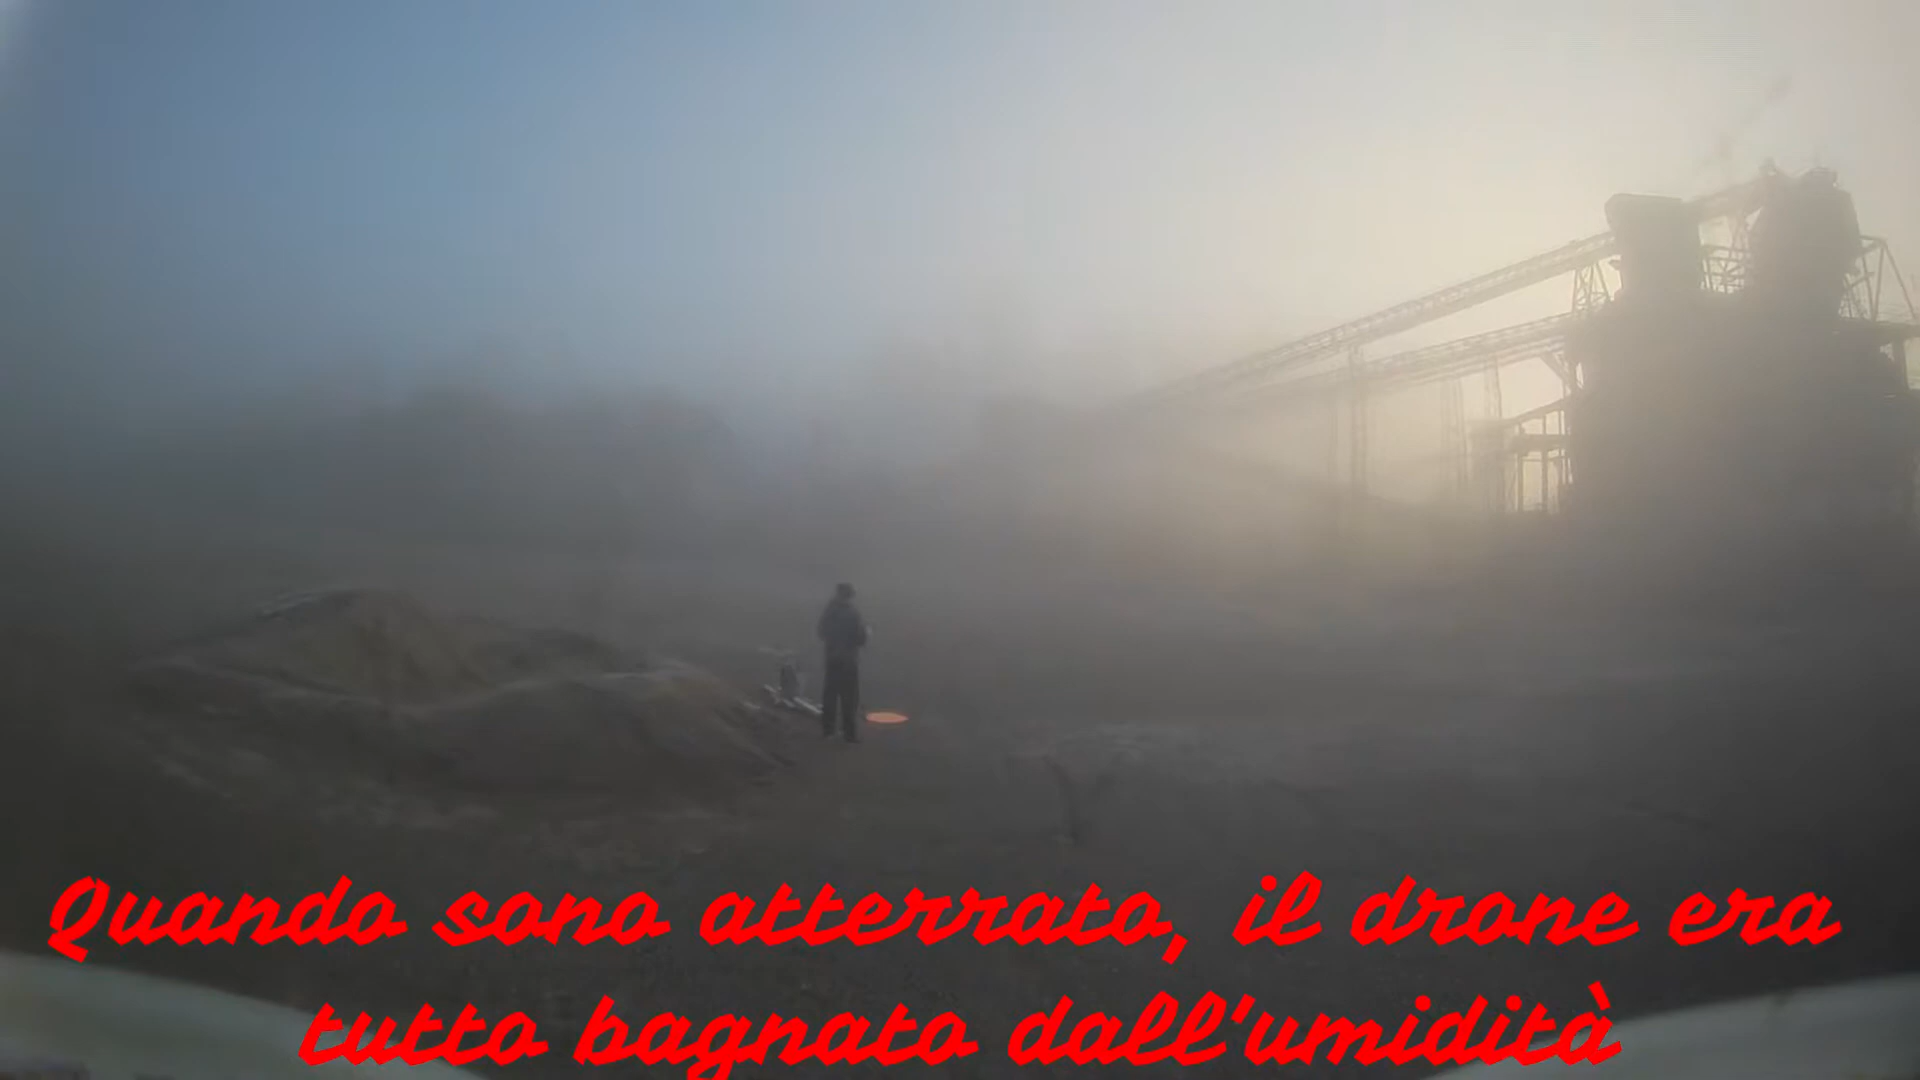 Quando sono atterrato, il drone era
tutto bagnato dall'umidità